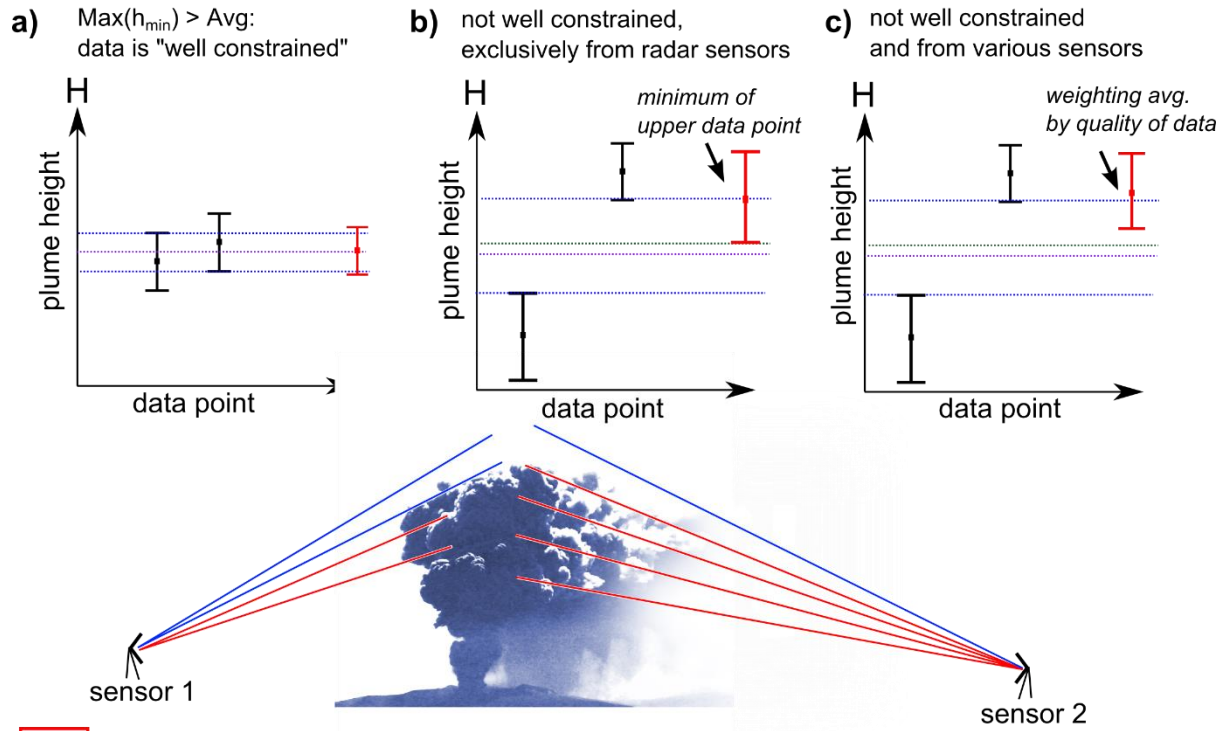 a) Max(hmin) > Avg:
data is "well constrained"
H
plume height
data point
b) not well constrained,
exclusively from radar sensors
H
minimum of
upper data point
plume height
data point
c) not well constrained
and from various sensors
H
weighting avg.
by quality of data
plume height
data point
sensor 1
sensor 2